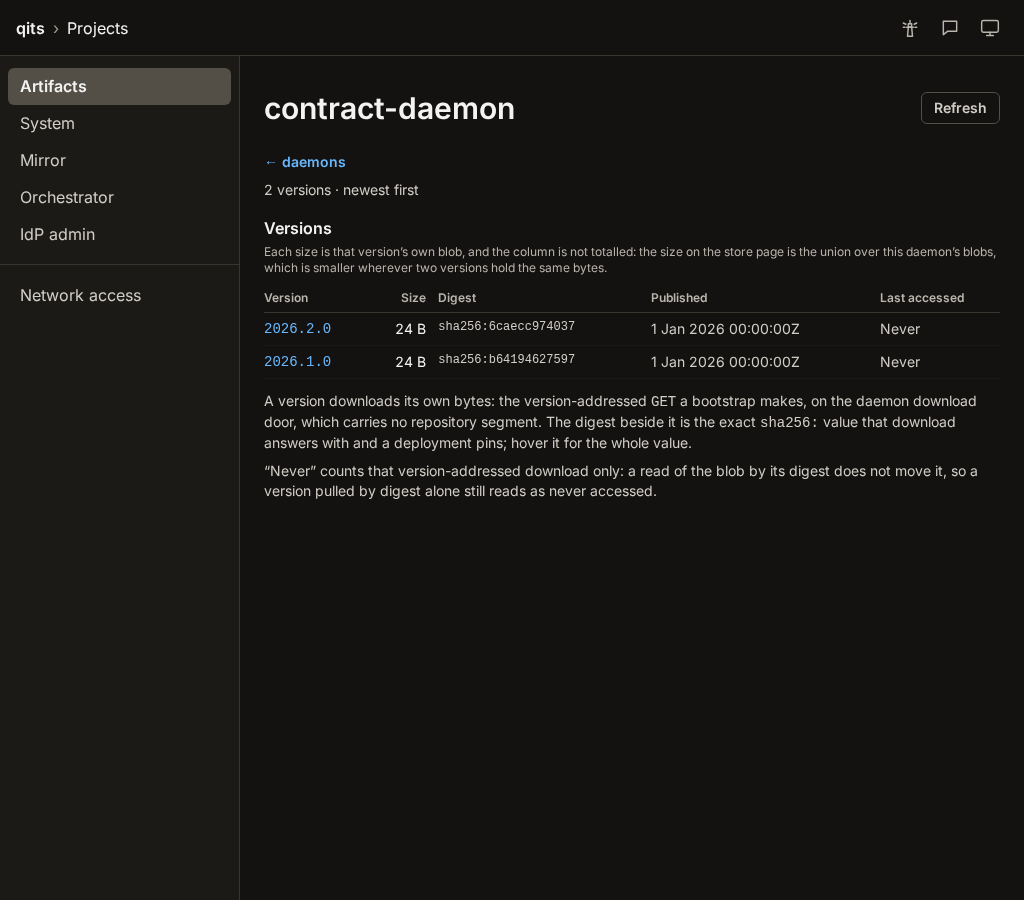 qits › Projects
Artifacts
System
Mirror
Orchestrator
IdP admin
Network access
contract-daemon
Refresh
← daemons
2 versions · newest first
Versions
Each size is that version’s own blob, and the column is not totalled: the size on the store page is the union over this daemon’s blobs,
which is smaller wherever two versions hold the same bytes.
Version Size Digest Published Last accessed
2026.2.0 24 B sha256:6caecc974037 1 Jan 2026 00:00:00Z Never
2026.1.0 24 B sha256:b64194627597 1 Jan 2026 00:00:00Z Never
A version downloads its own bytes: the version-addressed GET a bootstrap makes, on the daemon download
door, which carries no repository segment. The digest beside it is the exact sha256: value that download
answers with and a deployment pins; hover it for the whole value.
“Never” counts that version-addressed download only: a read of the blob by its digest does not move it, so a
version pulled by digest alone still reads as never accessed.